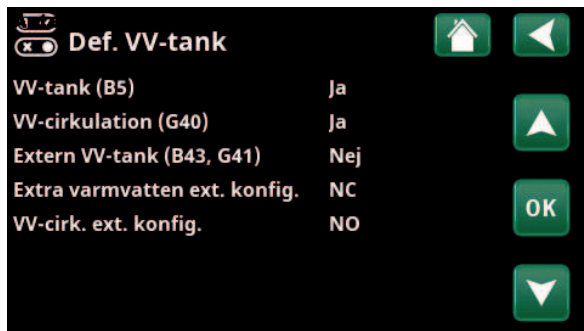 Def. VV-tank
VV-tank (B5) Ja
VV-cirkulation (G40) Ja
Extern VV-tank (B43, G41) Nej
Extra varmvatten ext. konfig. NC
VV-cirk. ext. konfig. NO
OK